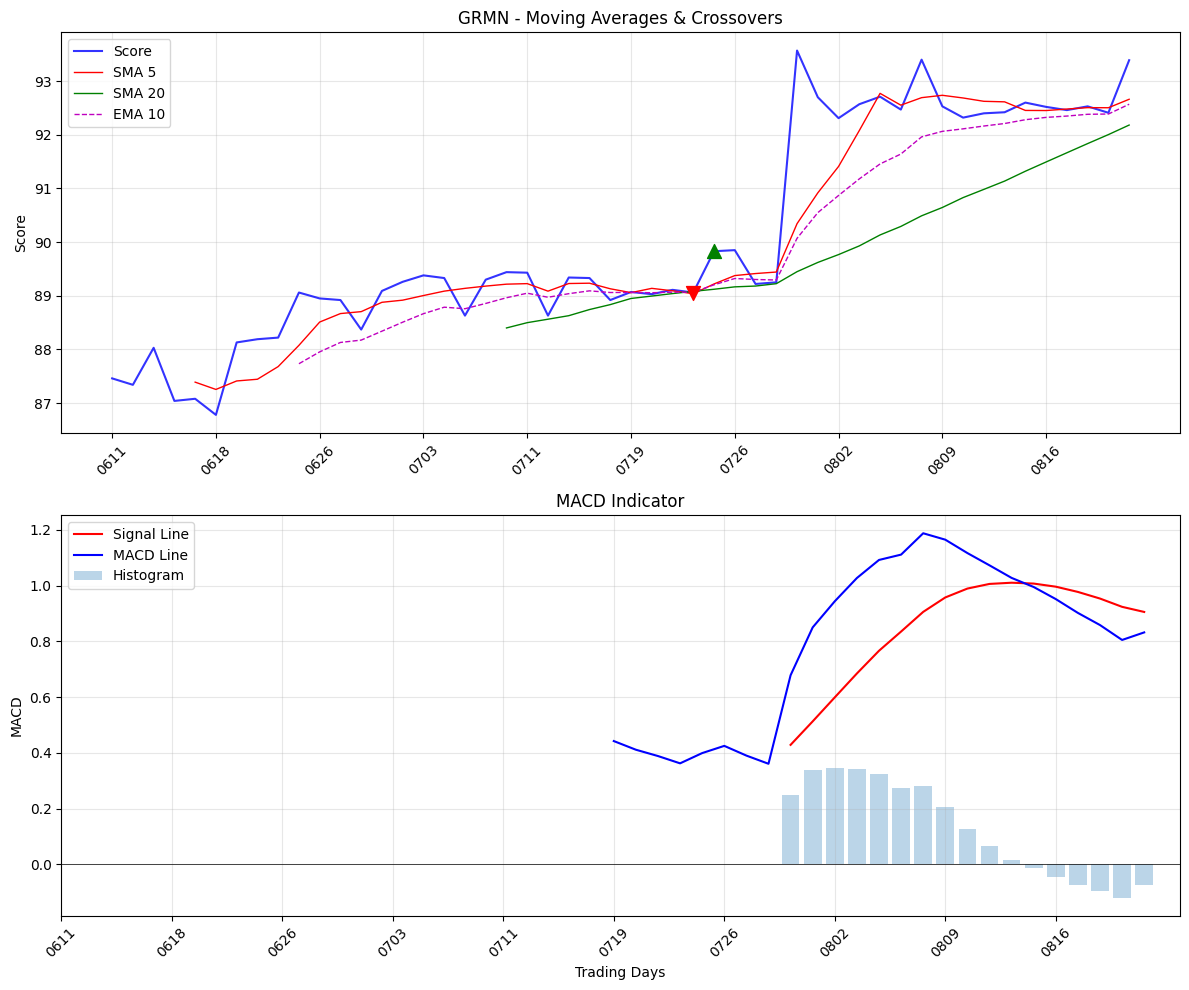 GRMN - Moving Averages & Crossovers
Score
SMA 5
SMA 20
EMA 10
Score
93
92
91
90
89
88
87
0611
0618
0626
0703
0711
0719
0726
0802
0809
0816
MACD Indicator
Signal Line
MACD Line
Histogram
MACD
1.2
1.0
0.8
0.6
0.4
0.2
0.0
0611
0618
0626
0703
0711
0719
0726
0802
0809
0816
Trading Days